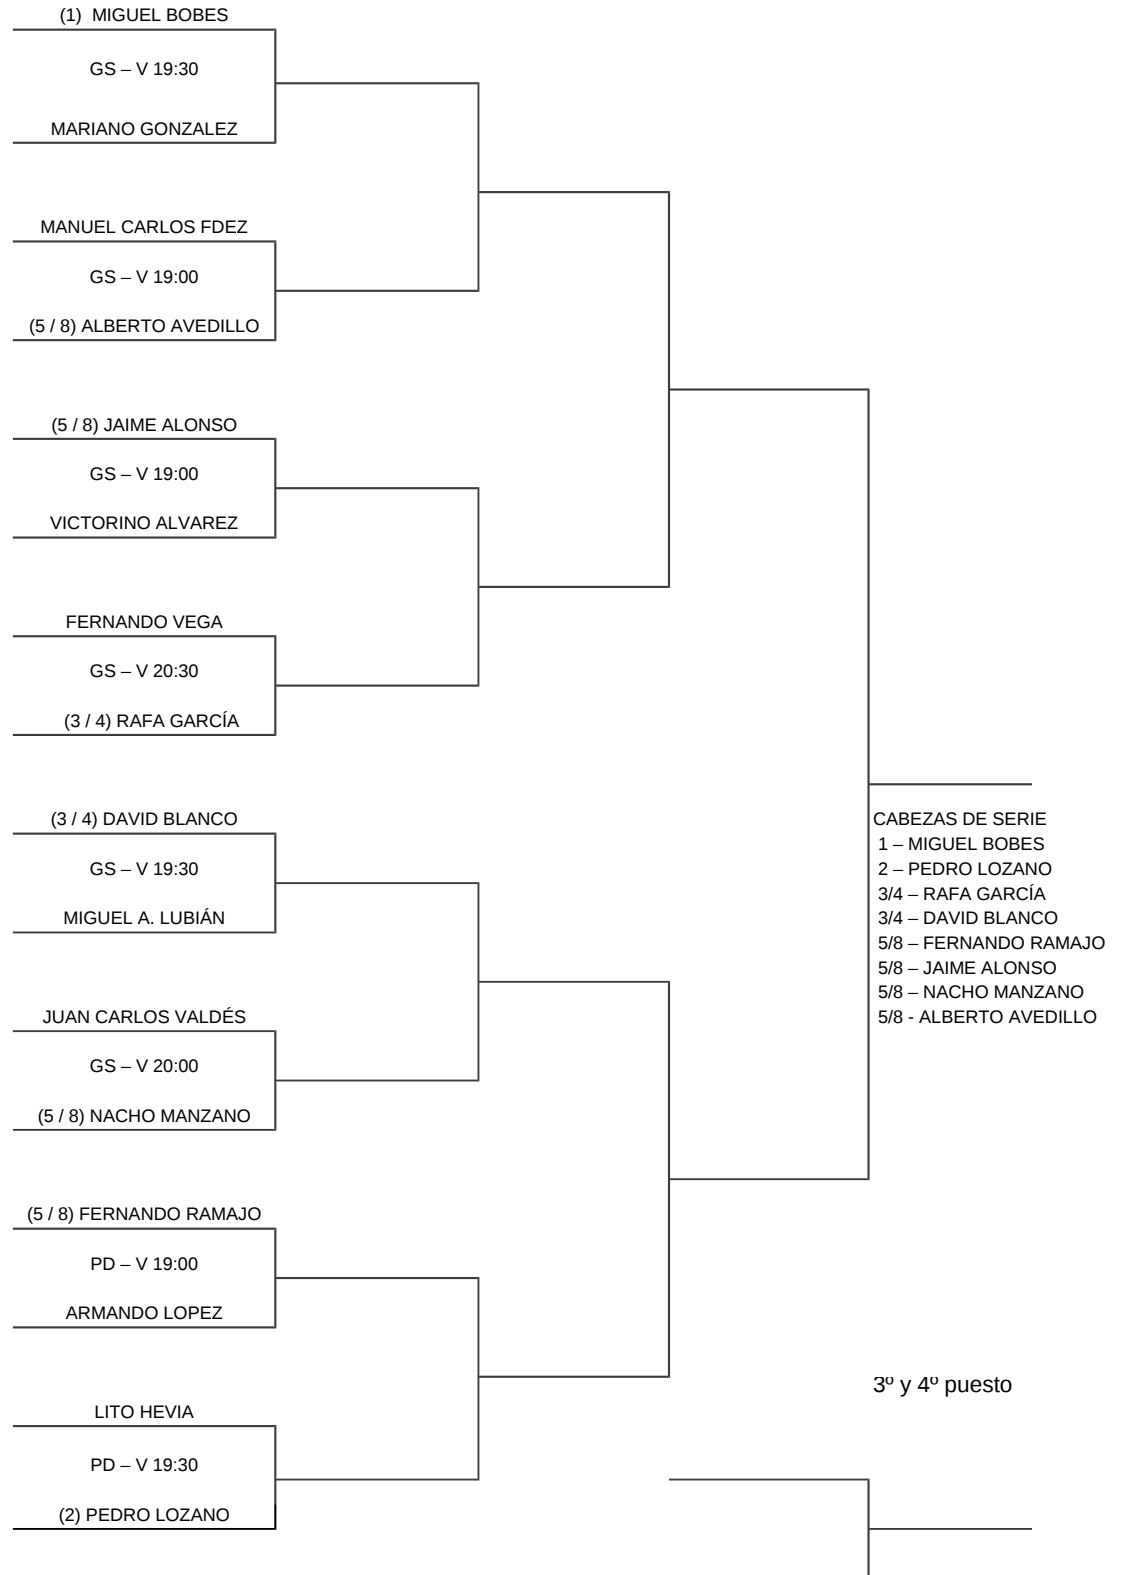 (1)  MIGUEL BOBES
GS – V 19:30
MARIANO GONZALEZ
MANUEL CARLOS FDEZ
GS – V 19:00
(5 / 8) ALBERTO AVEDILLO
(5 / 8) JAIME ALONSO
GS – V 19:00
VICTORINO ALVAREZ
FERNANDO VEGA
GS – V 20:30
(3 / 4) RAFA GARCÍA
(3 / 4) DAVID BLANCO
GS – V 19:30
MIGUEL A. LUBIÁN
JUAN CARLOS VALDÉS
GS – V 20:00
(5 / 8) NACHO MANZANO
(5 / 8) FERNANDO RAMAJO
PD – V 19:00
ARMANDO LOPEZ
LITO HEVIA
PD – V 19:30
(2) PEDRO LOZANO
CABEZAS DE SERIE
1 – MIGUEL BOBES
2 – PEDRO LOZANO
3/4 – RAFA GARCÍA
3/4 – DAVID BLANCO
5/8 – FERNANDO RAMAJO
5/8 – JAIME ALONSO
5/8 – NACHO MANZANO
5/8 - ALBERTO AVEDILLO
3º y 4º puesto